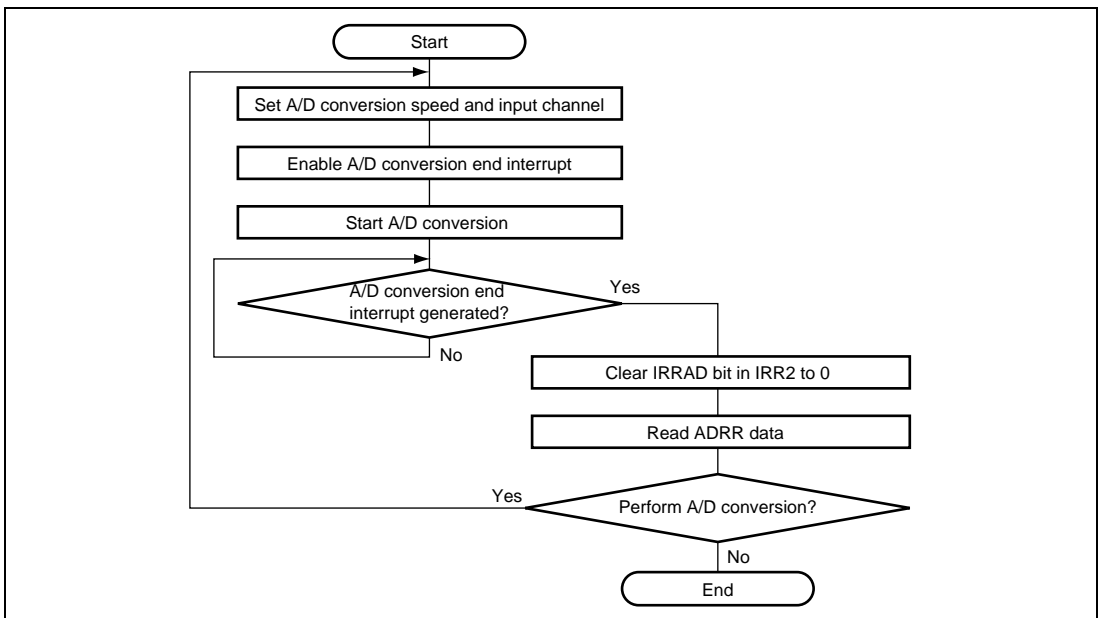 Start
Set A/D conversion speed and input channel
Enable A/D conversion end interrupt
Start A/D conversion
A/D conversion end
interrupt generated?
Yes
No
Clear IRRAD bit in IRR2 to 0
Read ADRR data
Yes
Perform A/D conversion?
No
End